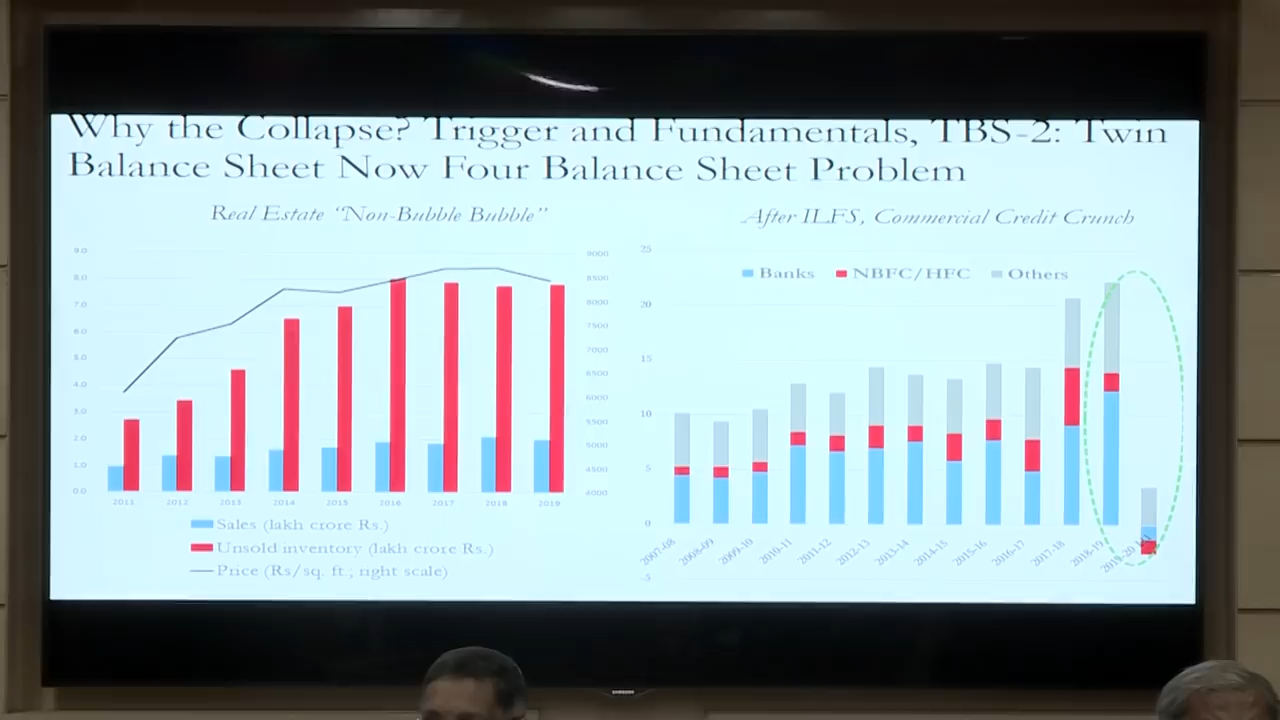 Why the Collapse? Trigger and Fundamentals, TBS-2: Twin
Balance Sheet Now Four Balance Sheet Problem
Real Estate “Non-Bubble Bubble”
9.0
8.0
7.0
6.0
5.0
4.0
3.0
2.0
1.0
0.0
9000
8500
8000
7500
7000
6500
6000
5500
5000
4500
4000
2011 2012 2013 2014 2015 2016 2017 2018 2019
Sales (lakh crore Rs.)
Unsold inventory (lakh crore Rs.)
Price (Rs/sq. ft.; right scale)
After ILFS, Commercial Credit Crunch
Banks NBFC/HFC Others
25
20
15
10
5
0
-5
2007-08 2008-09 2009-10 2010-11 2011-12 2012-13 2013-14 2014-15 2015-16 2016-17 2017-18 2018-19 2019-20
SAMSUNG